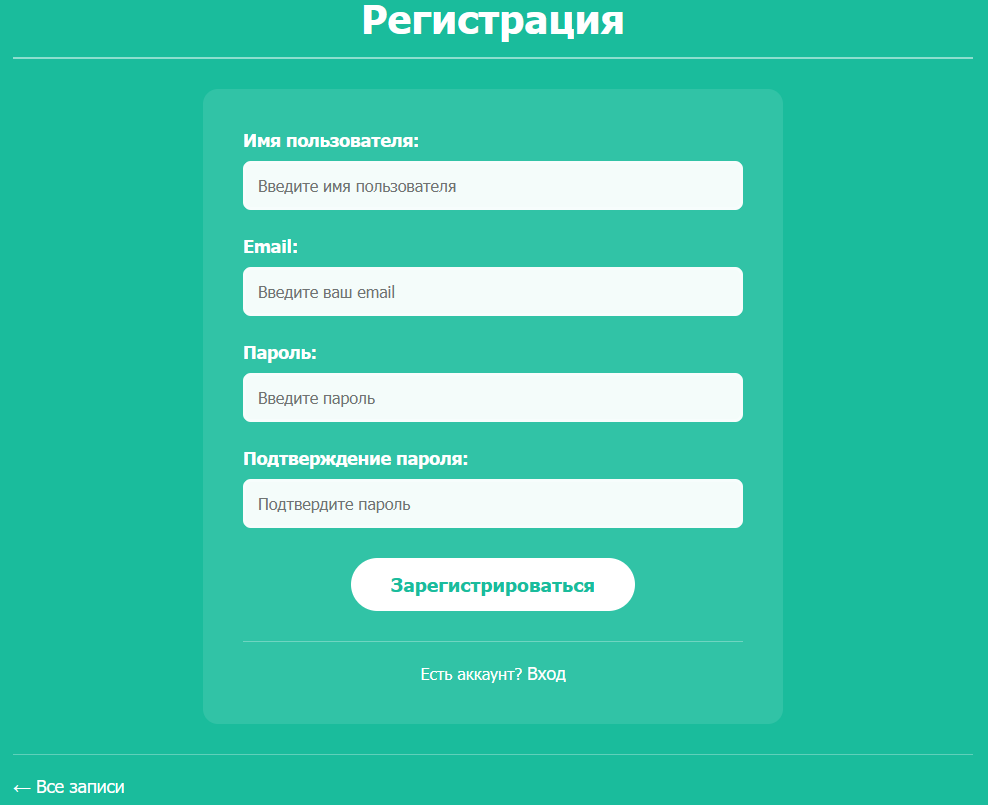 Регистрация
Имя пользователя:
Введите имя пользователя
Email:
Введите ваш email
Пароль:
Введите пароль
Подтверждение пароля:
Подтвердите пароль
Зарегистрироваться
Есть аккаунт? Вход
← Все записи